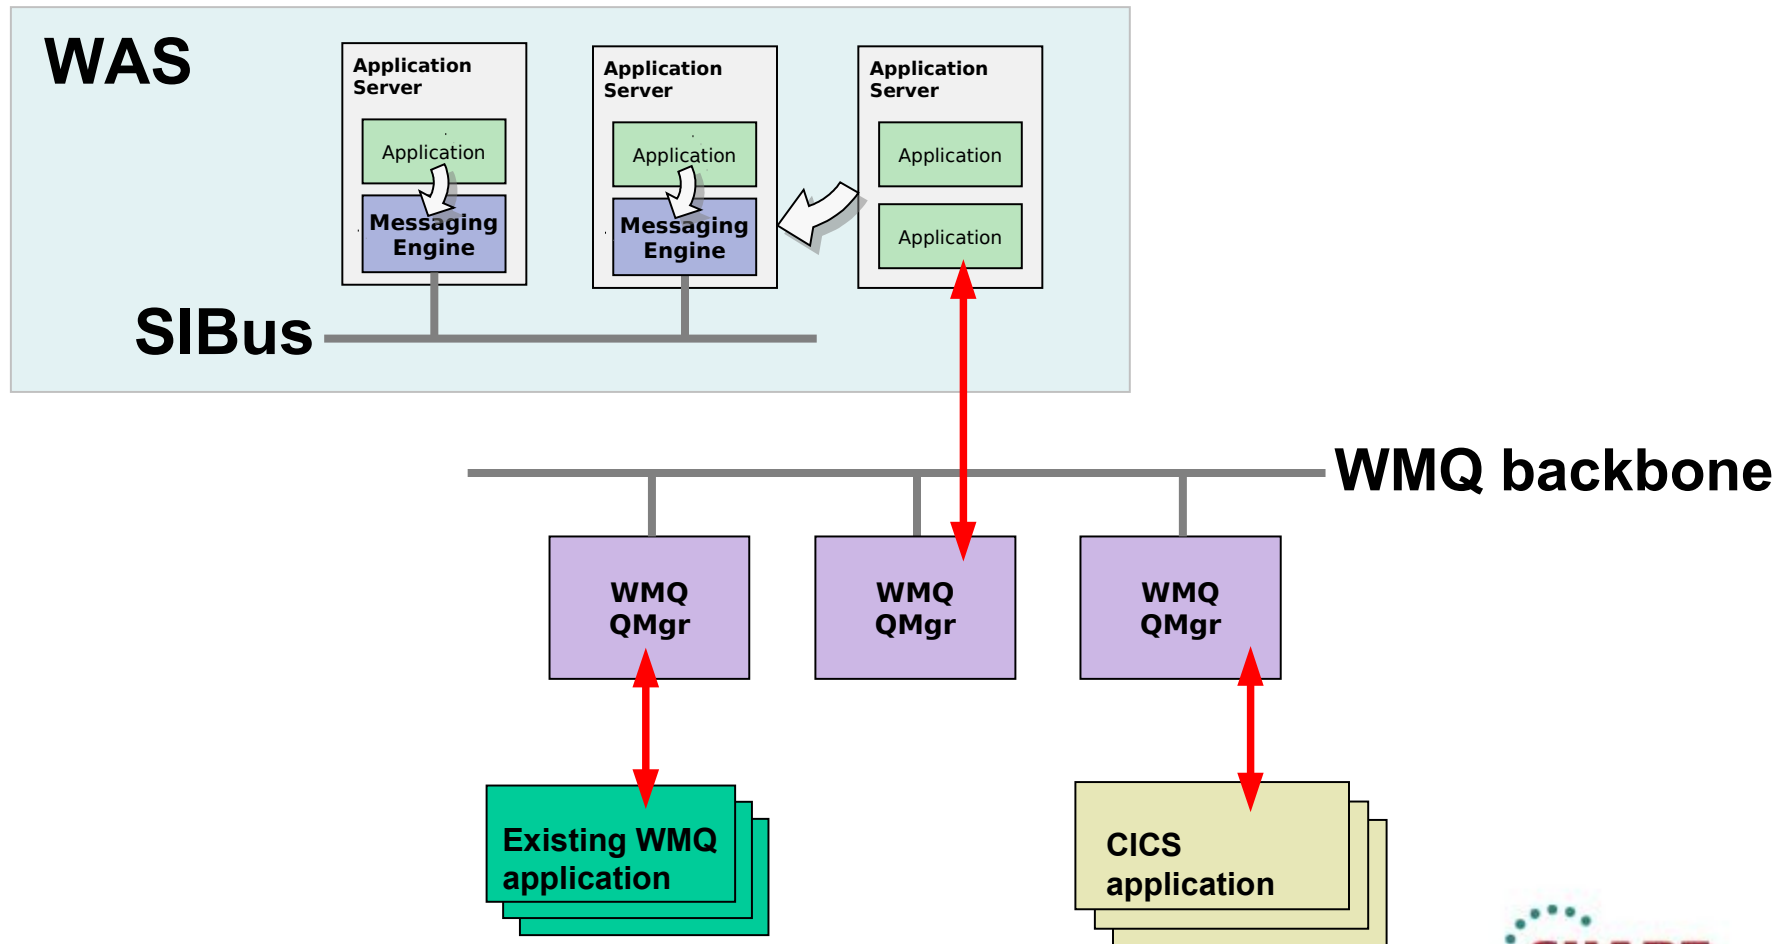 WAS
Application
Server
Application
Messaging
Engine
Application
Server
Application
Messaging
Engine
Application
Server
Application
Application
SIBus
WMQ backbone
WMQ
QMgr
WMQ
QMgr
WMQ
QMgr
Existing WMQ
application
CICS
application